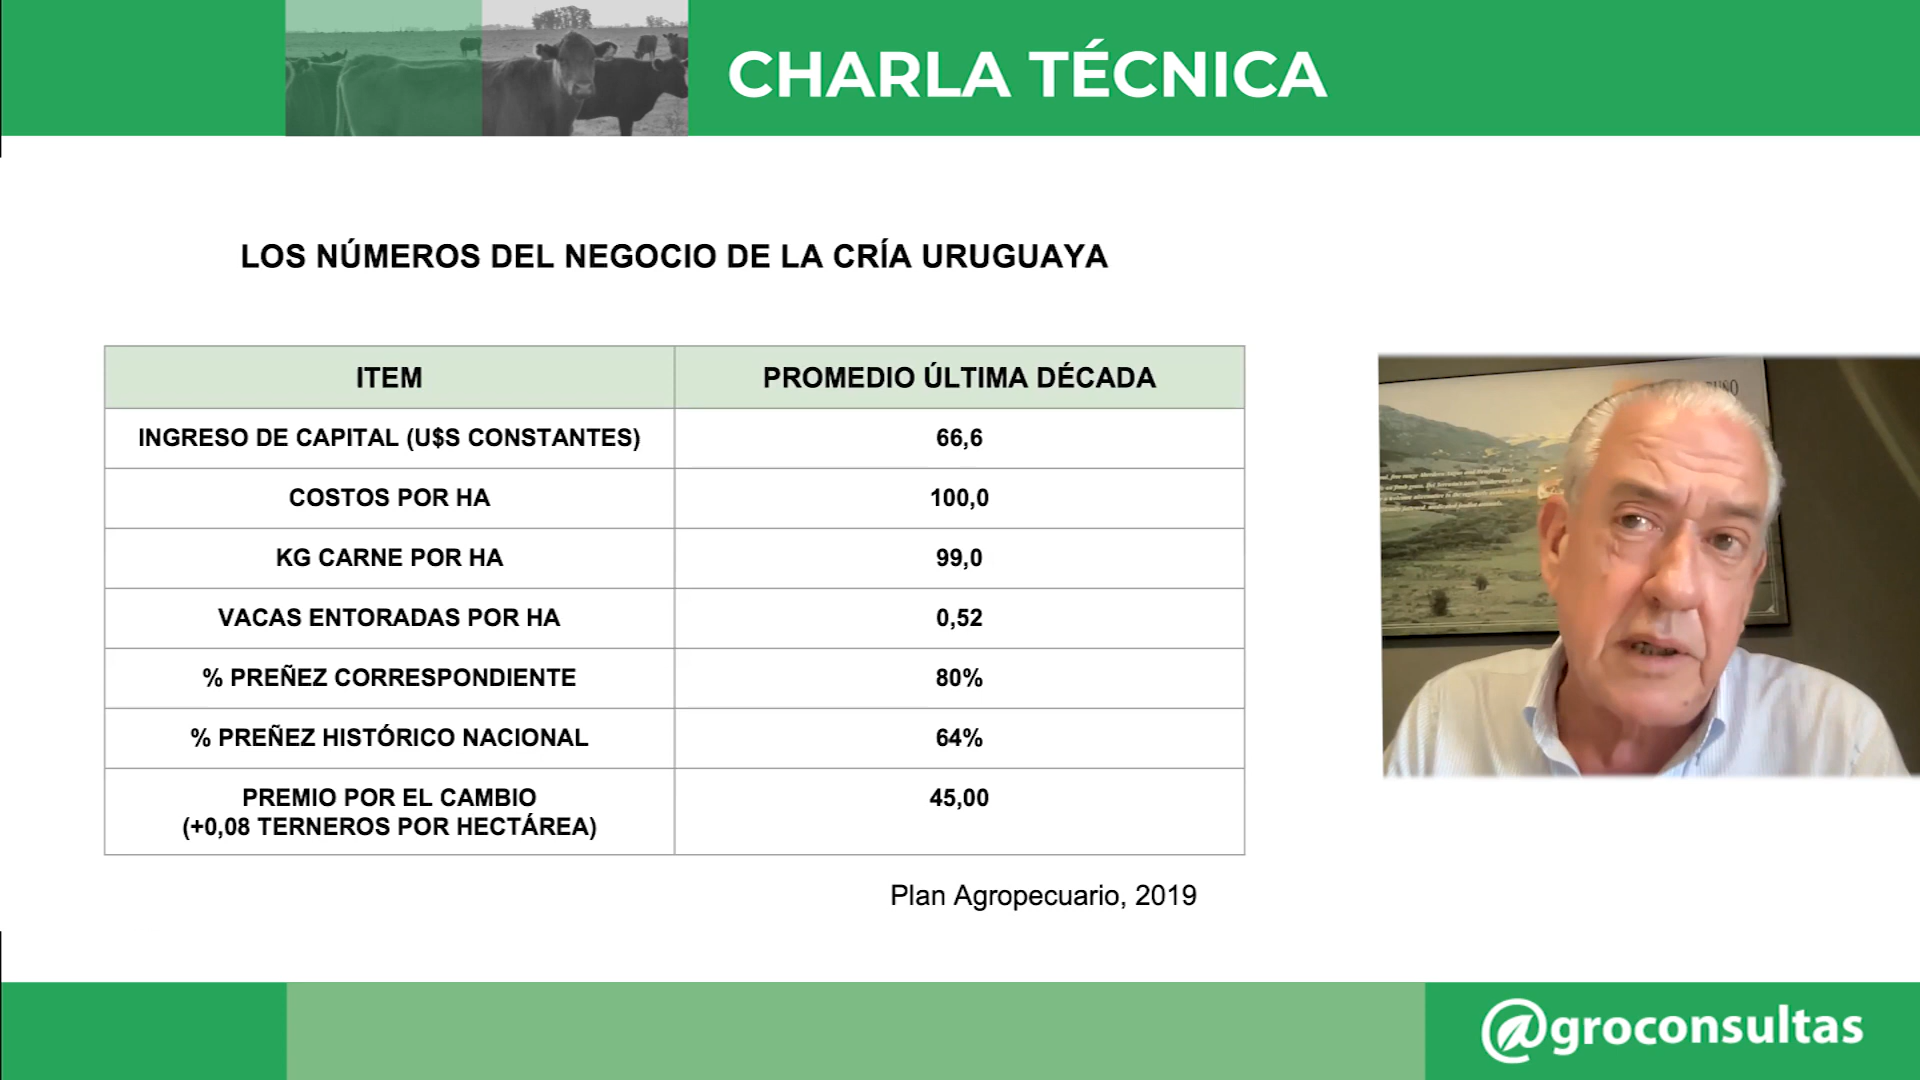 CHARLA TÉCNICA
LOS NÚMEROS DEL NEGOCIO DE LA CRÍA URUGUAYA
ITEM PROMEDIO ÚLTIMA DÉCADA
INGRESO DE CAPITAL (U$S CONSTANTES) 66,6
COSTOS POR HA 100,0
KG CARNE POR HA 99,0
VACAS ENTORADAS POR HA 0,52
% PREÑEZ CORRESPONDIENTE 80%
% PREÑEZ HISTÓRICO NACIONAL 64%
PREMIO POR EL CAMBIO 45,00
(+0,08 TERNEROS POR HECTÁREA)
Plan Agropecuario, 2019
@groconsultas